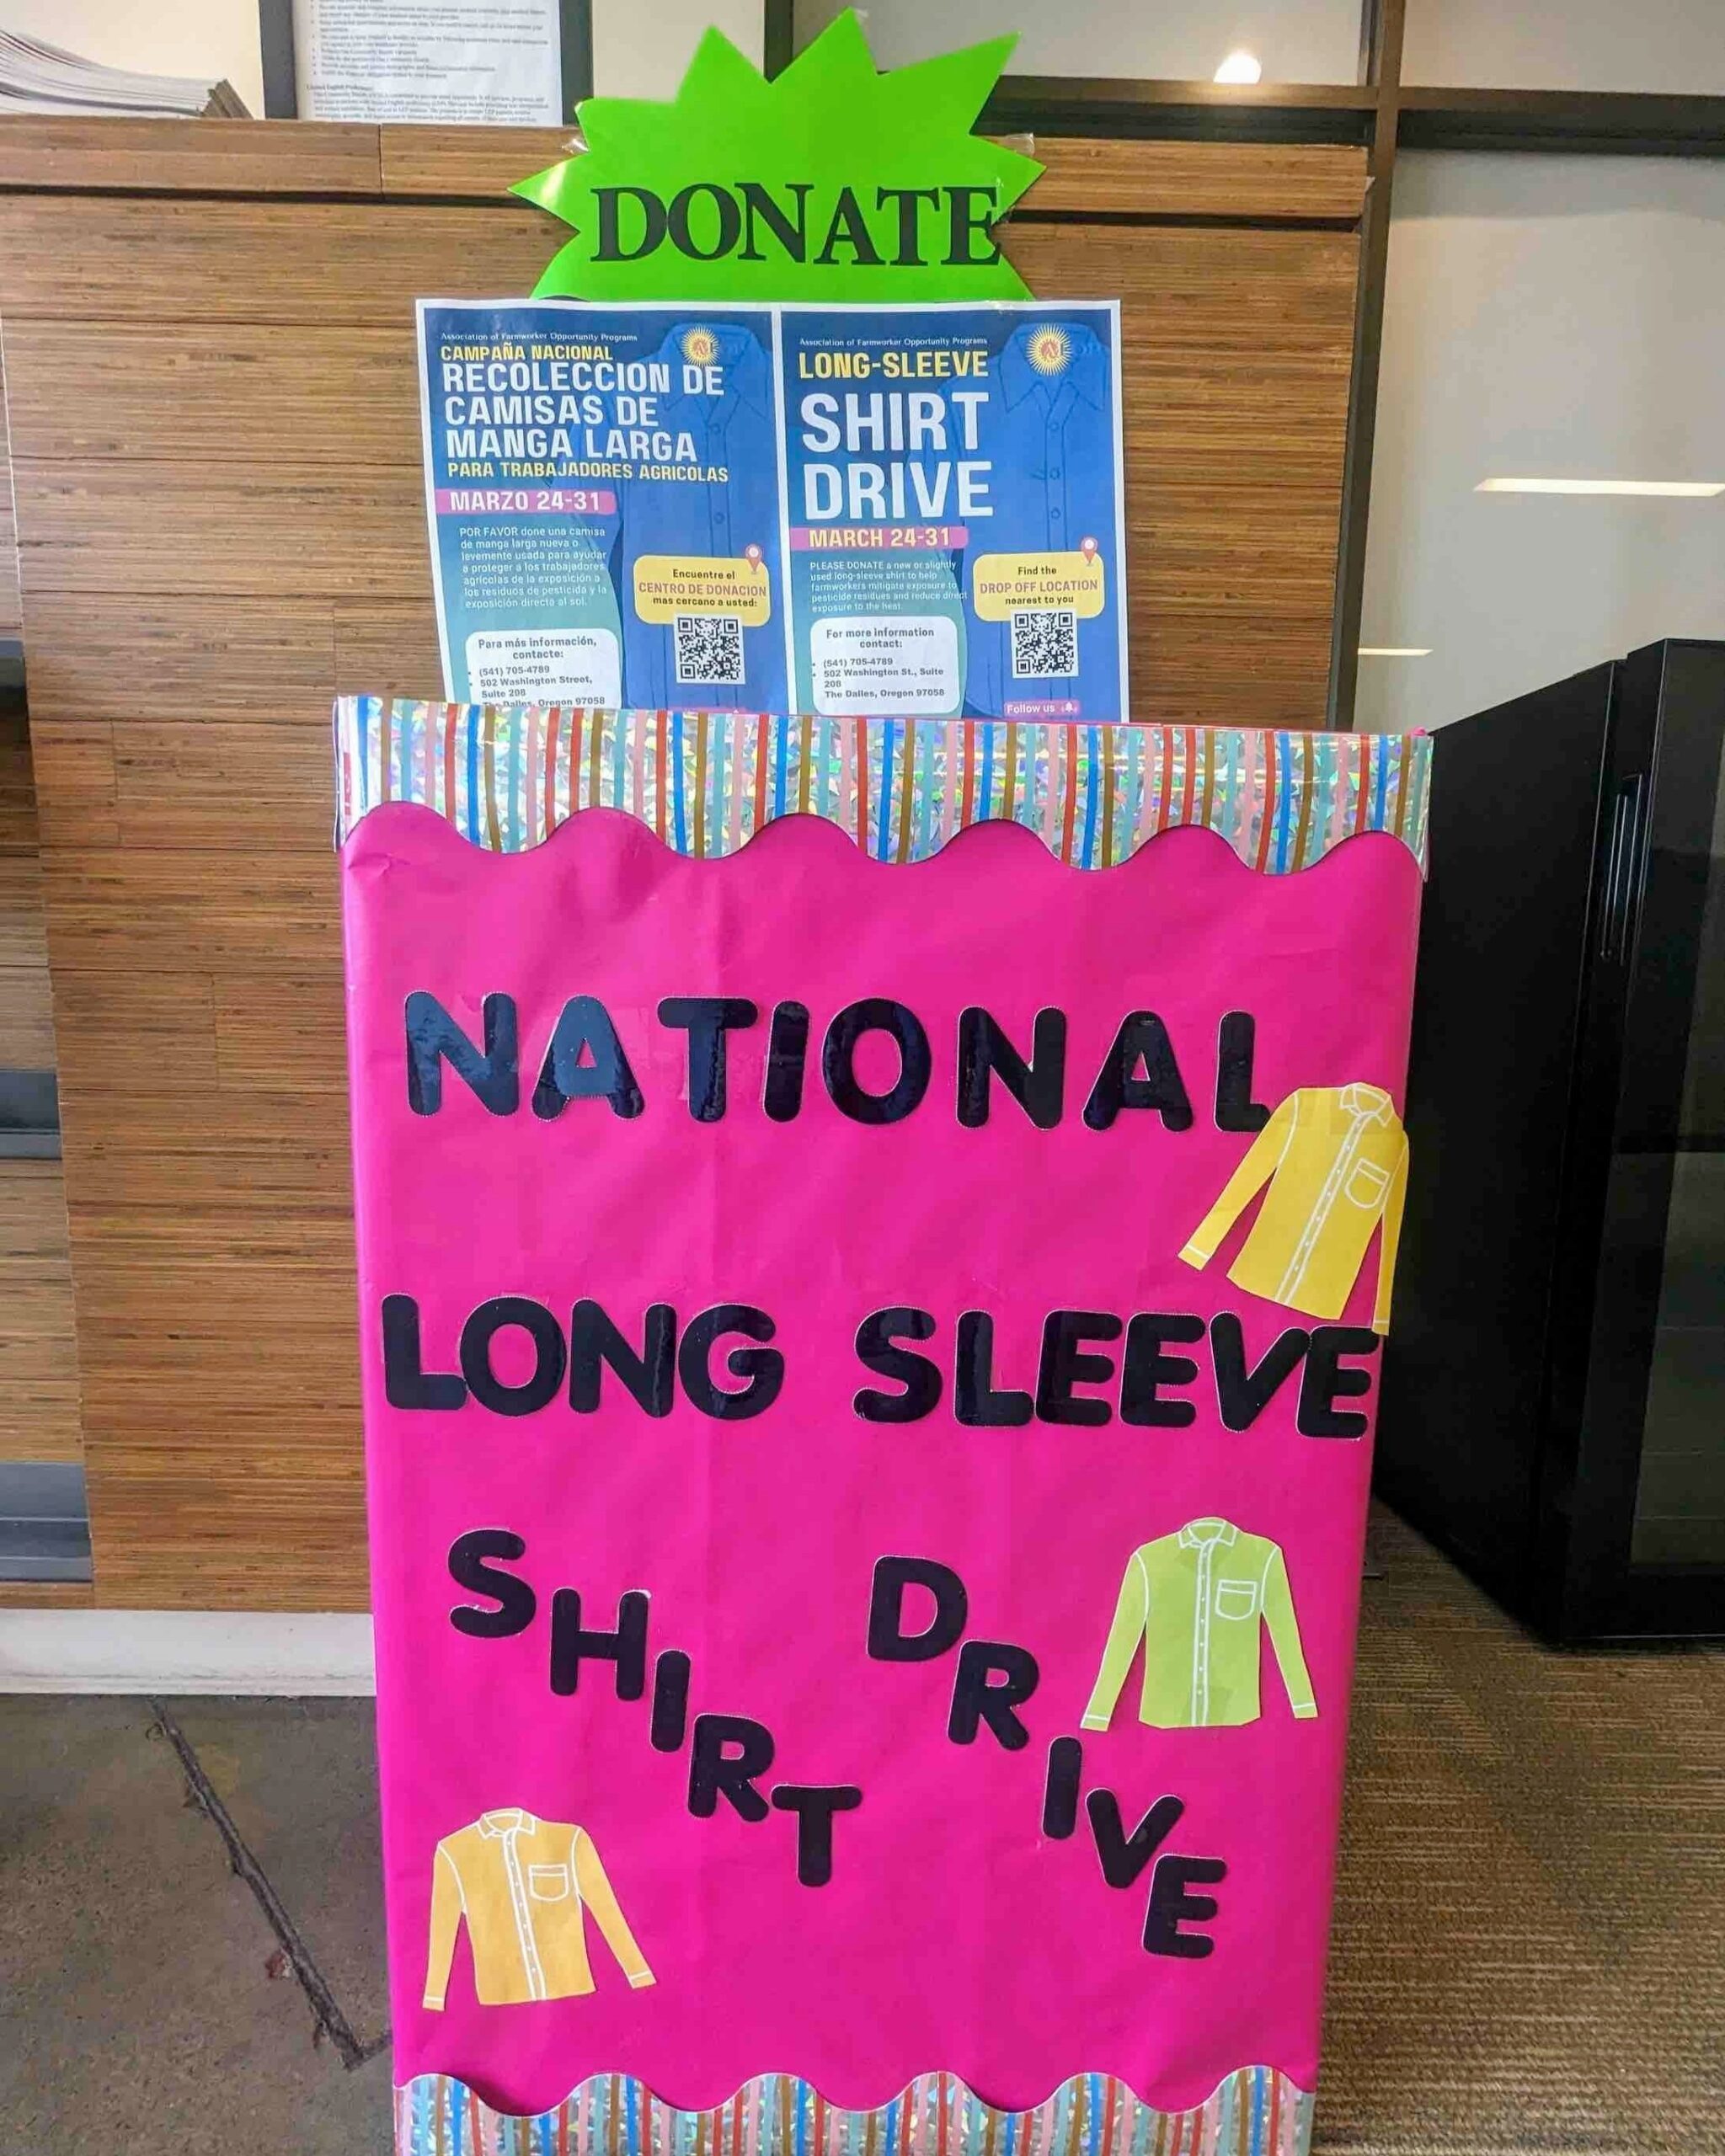 DONATE
Association of Farmworker Opportunity Programs
CAMPAÑA NACIONAL
RECOLECCION DE
CAMISAS DE
MANGA LARGA
PARA TRABAJADORES AGRICOLAS
MARZO 24-31
POR FAVOR done una camisa
de manga larga nueva o
levemente usada para ayudar
a proteger a los trabajadores
agrícolas de la exposición a
los residuos de pesticida y la
exposición directa al sol.
Encuentre el
CENTRO DE DONACION
mas cercano a usted:
Para más información,
contacte:
(541) 705-4789
502 Washington Street,
Suite 208
The Dalles, Oregon 97058
Association of Farmworker Opportunity Programs
LONG-SLEEVE
SHIRT
DRIVE
MARCH 24-31
PLEASE DONATE a new or slightly
used long-sleeve shirt to help
farmworkers mitigate exposure to
pesticide residues and reduce direct
exposure to the heat.
Find the
DROP OFF LOCATION
nearest to you
For more information
contact:
(541) 705-4789
502 Washington St., Suite
208
The Dalles, Oregon 97058
Follow us
NATIONAL
LONG SLEEVE
SHIRT DRIVE